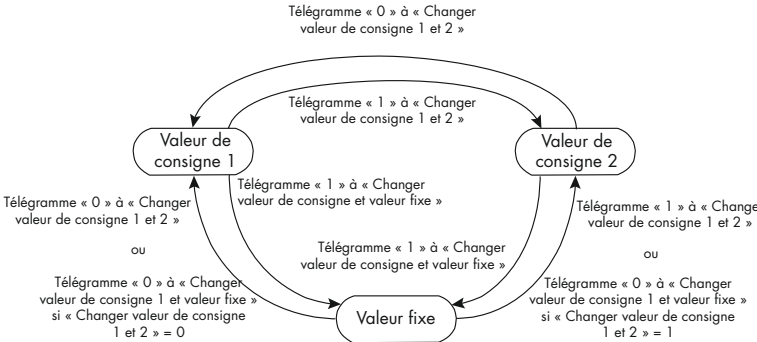 Télégramme « 0 » à « Changer
valeur de consigne 1 et 2 »
Télégramme « 1 » à « Changer
valeur de consigne 1 et 2 »
Valeur de
consigne 1
Valeur de
consigne 2
Télégramme « 1 » à « Changer
valeur de consigne et valeur fixe »
Télégramme « 0 » à « Changer
valeur de consigne 1 et 2 »
ou
Télégramme « 0 » à « Changer
valeur de consigne 1 et valeur fixe »
si « Changer valeur de consigne
1 et 2 » = 0
Télégramme « 1 » à « Changer
valeur de consigne et valeur fixe »
Télégramme « 1 » à « Change
valeur de consigne 1 et 2 »
ou
Télégramme « 0 » à « Changer
valeur de consigne 1 et valeur fixe »
si « Changer valeur de consigne
1 et 2 » = 1
Valeur fixe